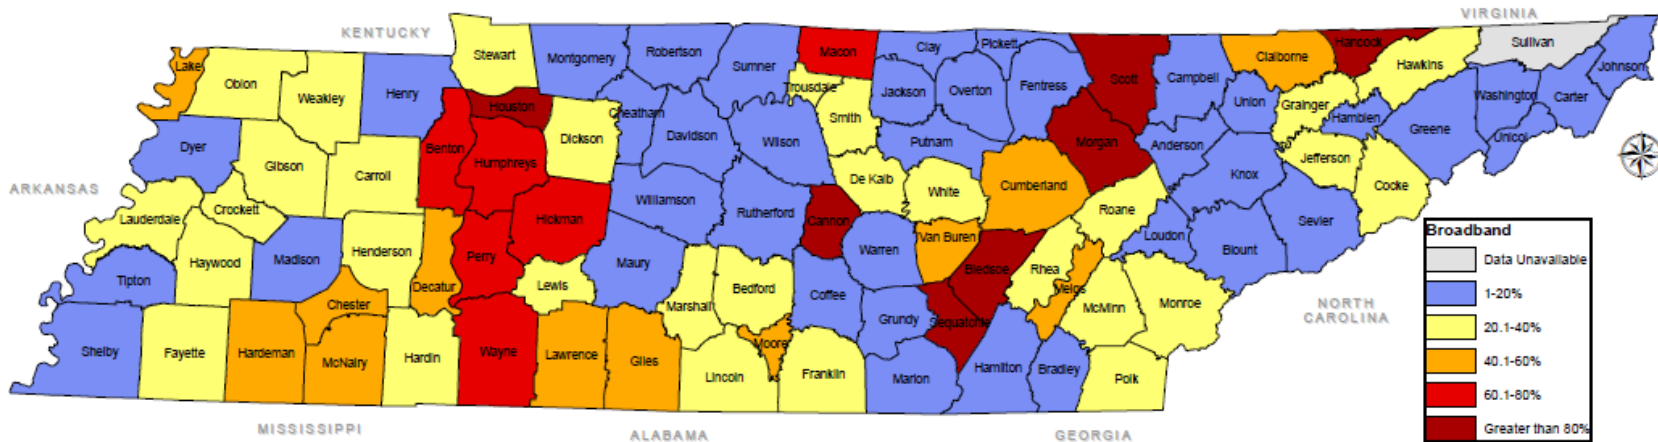 VIRGINIA
KENTUCKY
Stewart
Montgomery
Robertson
Sumner
Macon
Clay
Pickett
Scott
Claiborne
Hancock
Hawkins
Sullivan
Johnson
Lake
Obion
Weakley
Henry
Houston
Cheatham
Trousdale
Jackson
Overton
Fentress
Campbell
Union
Grainger
Hamblen
Washington
Carter
Greene
Unicoi
Dyer
Gibson
Carroll
Benton
Humphreys
Dickson
Davidson
Wilson
Smith
Putnam
Morgan
Anderson
Knox
Jefferson
Cocke
ARKANSAS
Lauderdale
Crockett
Haywood
Madison
Henderson
Decatur
Perry
Hickman
Williamson
Rutherford
Cannon
De Kalb
White
Cumberland
Roane
Loudon
Blount
Sevier
Tipton
Chester
Lewis
Maury
Marshall
Bedford
Coffee
Warren
Van Buren
Bledsoe
Rhea
Meigs
McMinn
Monroe
NORTH
CAROLINA
Shelby
Fayette
Hardeman
McNairy
Hardin
Wayne
Lawrence
Giles
Lincoln
Moore
Franklin
Grundy
Sequatchie
Marion
Hamilton
Bradley
Polk
MISSISSIPPI
ALABAMA
GEORGIA
Broadband
Data Unavailable
1-20%
20.1-40%
40.1-60%
60.1-80%
Greater than 80%